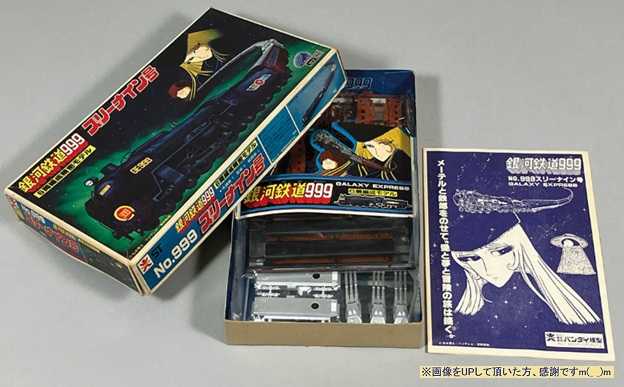 銀河鉄道999
スリーナイン号
銀河鉄道999
No.999 スリーナイン号
銀河鉄道999
GALAXY EXPRESS
銀河鉄道999
NO.999スリーナイン号
GALAXY EXPRESS
メーテルと鉄郎をのせて、愛と夢と冒険の旅は続く。
バンダイ模型
※画像をUPして頂いた方、感謝ですm(_ _)m